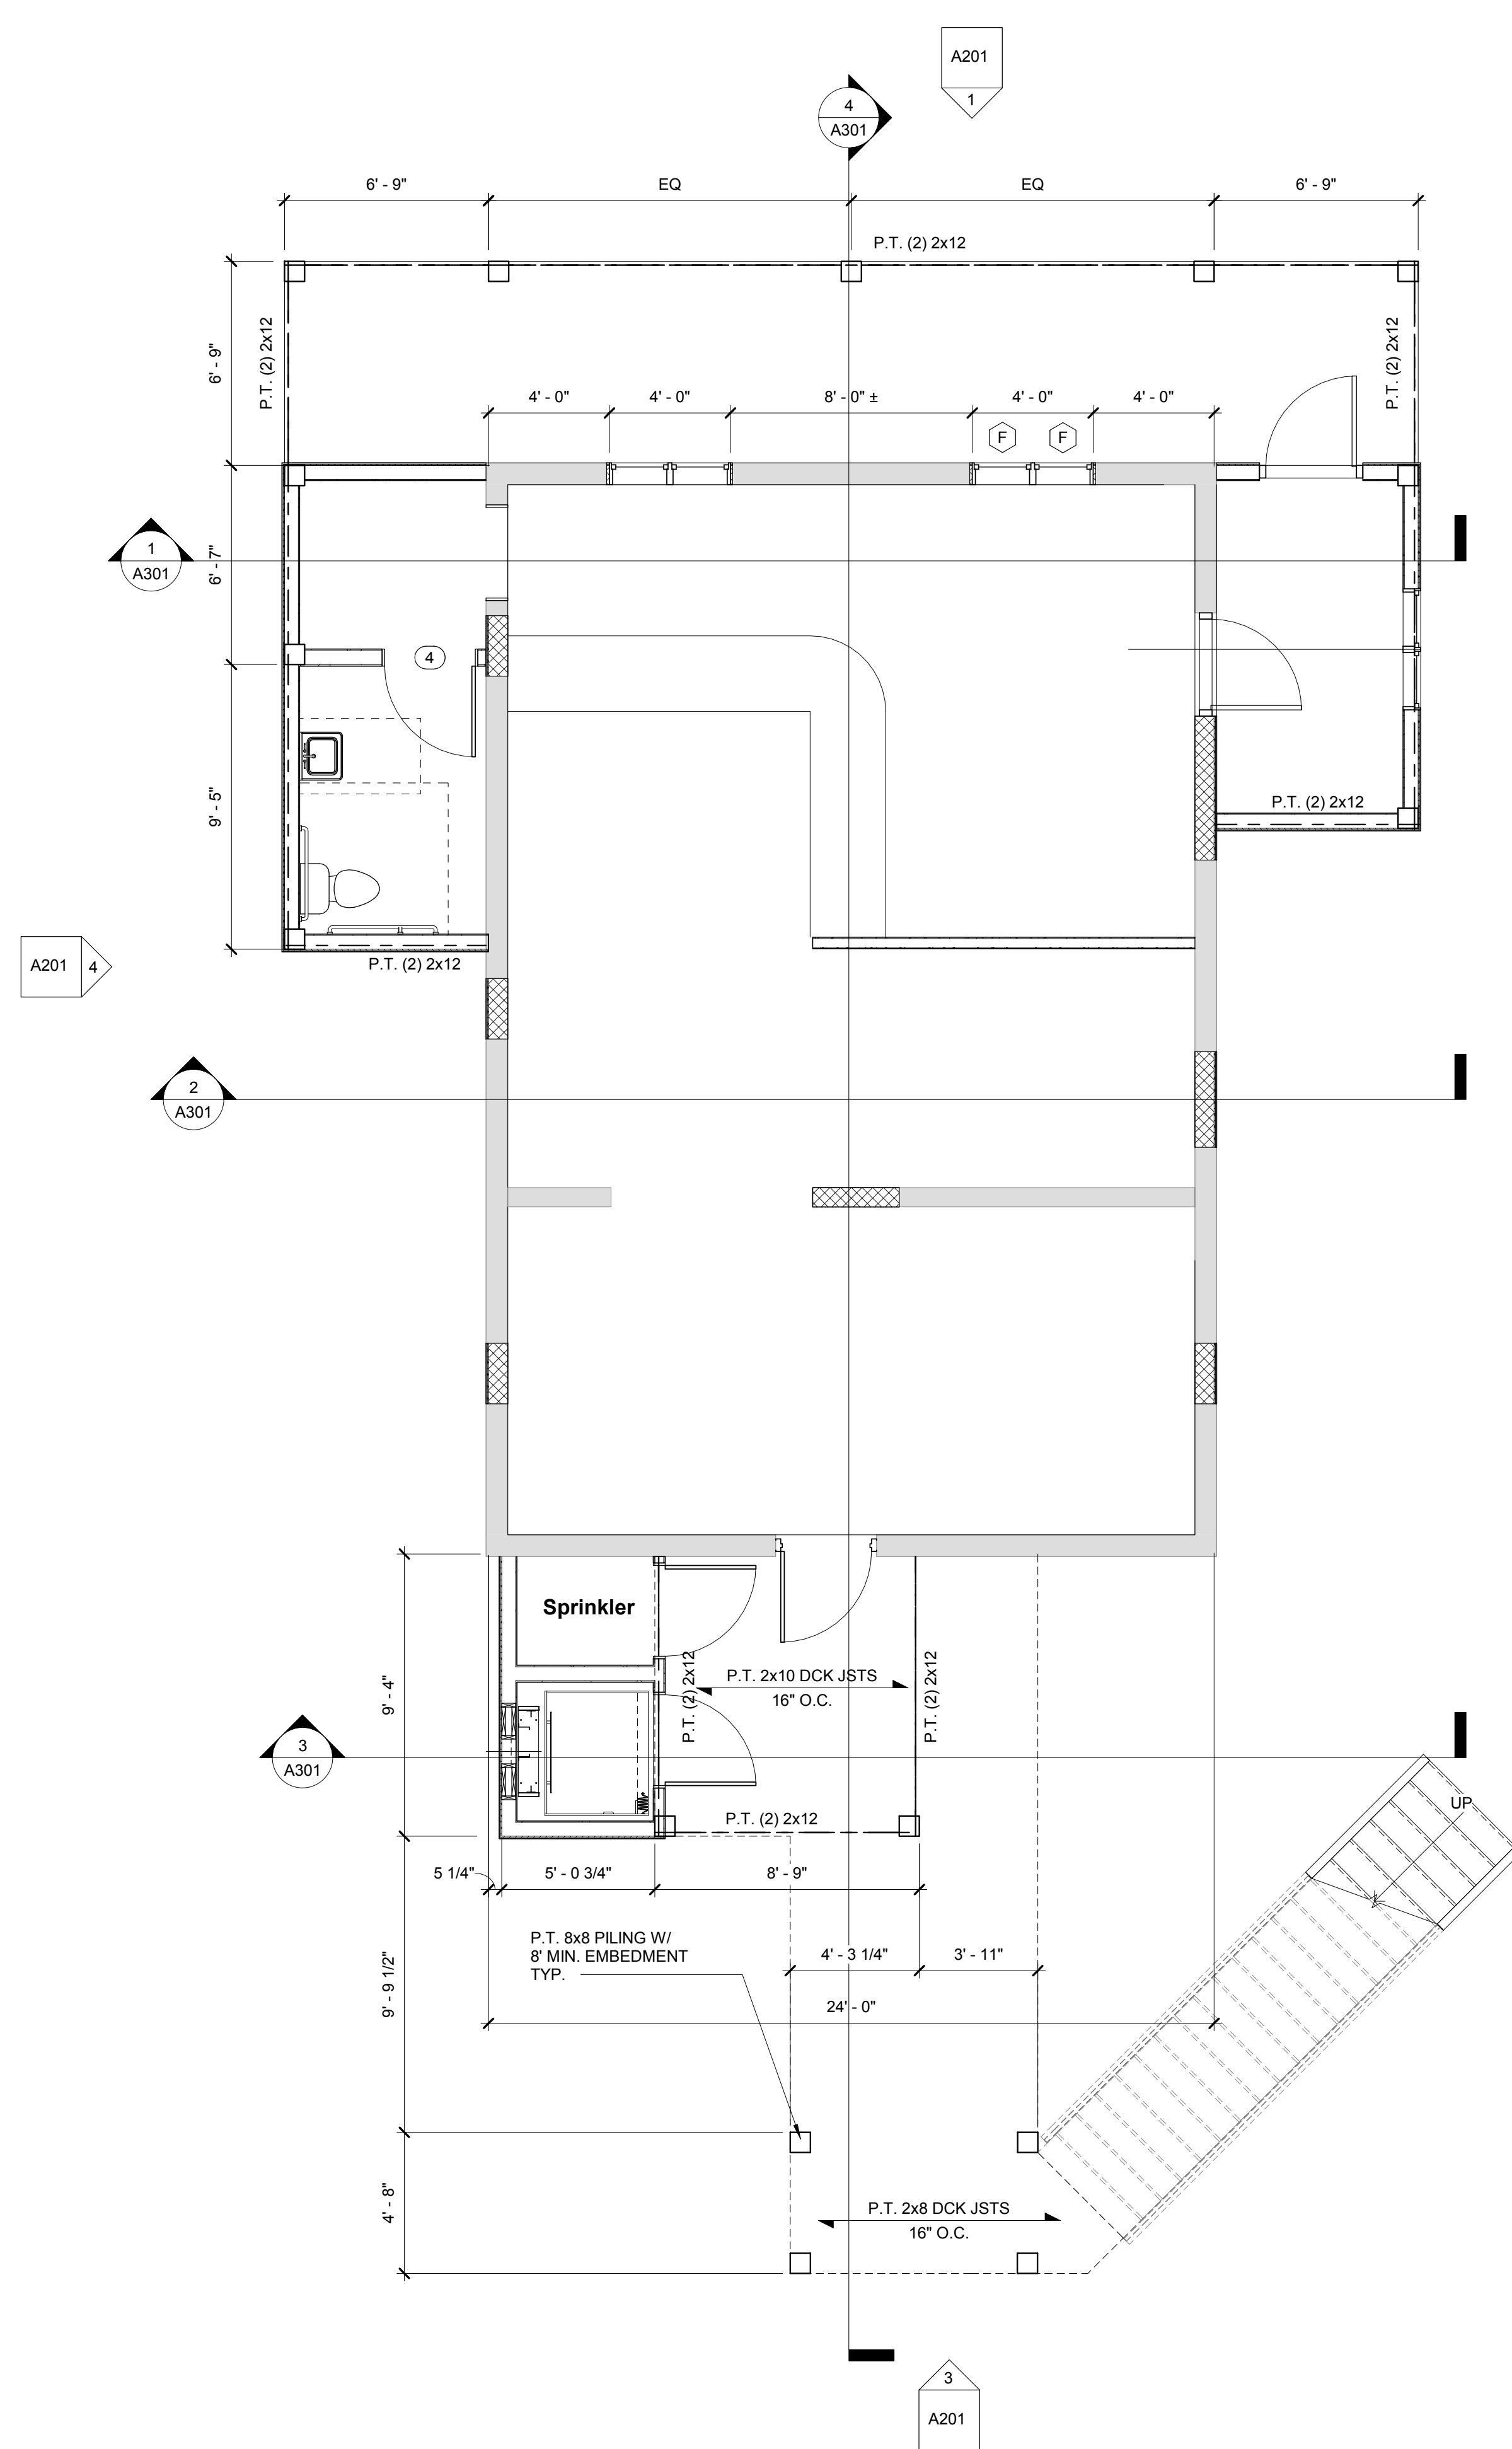 A201
1
4
A301
6' - 9"
EQ
EQ
6' - 9"
P.T. (2) 2x12
P.T. (2) 2x12
P.T. (2) 2x12
6' - 9"
4' - 0"
4' - 0"
8' - 0" ±
4' - 0"
4' - 0"
F
F
1
A301
6' - 7"
4
9' - 5"
P.T. (2) 2x12
P.T. (2) 2x12
A201
4
2
A301
Sprinkler
9' - 4"
P.T. (2) 2x12
P.T. 2x10 DCK JSTS
16" O.C.
P.T. (2) 2x12
3
A301
UP
P.T. (2) 2x12
5 1/4"
5' - 0 3/4"
8' - 9"
P.T. 8x8 PILING W/
8' MIN. EMBEDMENT
TYP.
4' - 3 1/4"
3' - 11"
9' - 9 1/2"
24' - 0"
4' - 8"
P.T. 2x8 DCK JSTS
16" O.C.
3
A201